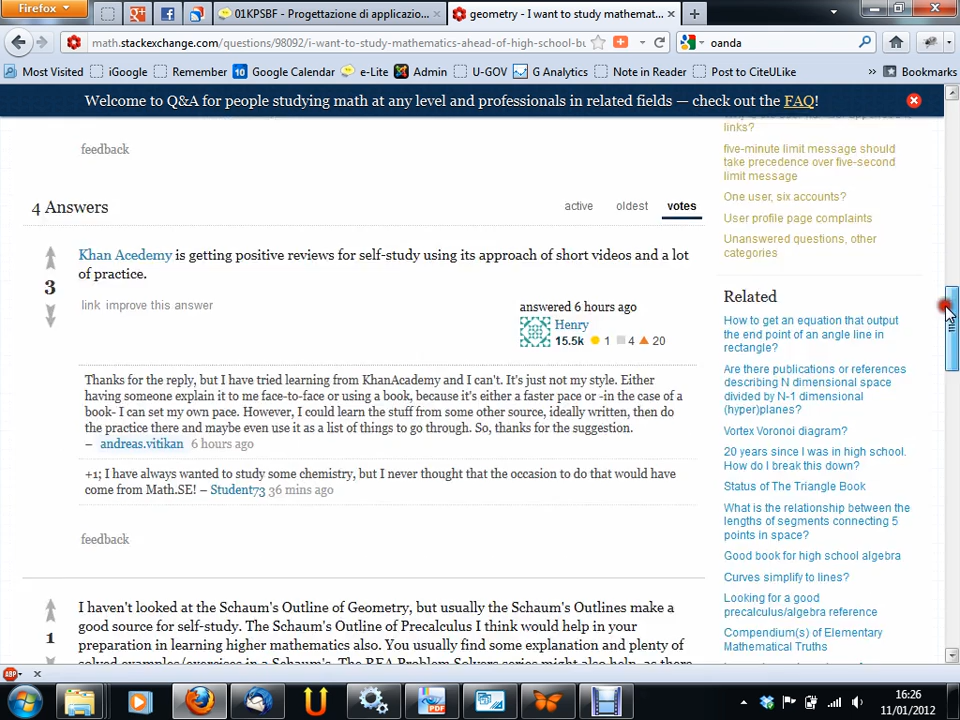 Firefox
01KPSBF - Progettazione di applicazio...
geometry - I want to study mathemat...
math.stackexchange.com/questions/98092/i-want-to-study-mathematics-ahead-of-high-school-bu
oanda
Most Visited
iGoogle
Remember
10 Google Calendar
e-Lite
Admin
U-GOV
G Analytics
Note in Reader
Post to CiteULike
»
Bookmarks
Welcome to Q&A for people studying math at any level and professionals in related fields — check out the FAQ!
feedback
4 Answers
active
oldest
votes
Khan Acedemy is getting positive reviews for self-study using its approach of short videos and a lot
of practice.
3
link improve this answer
answered 6 hours ago
Henry
15.5k 1 4 20
Thanks for the reply, but I have tried learning from KhanAcademy and I can't. It's just not my style. Either
having someone explain it to me face-to-face or using a book, because it's either a faster pace or -in the case of a
book- I can set my own pace. However, I could learn the stuff from some other source, ideally written, then do
the practice there and maybe even use it as a list of things to go through. So, thanks for the suggestion.
– andreas.vitikan 6 hours ago
+1; I have always wanted to study some chemistry, but I never thought that the occasion to do that would have
come from Math.SE! – Student73 36 mins ago
feedback
I haven't looked at the Schaum's Outline of Geometry, but usually the Schaum's Outlines make a
good source for self-study. The Schaum's Outline of Precalculus I think would help in your
1
preparation in learning higher mathematics also. You usually find some explanation and plenty of
solved examples/exercises in a Schaum's. The REA Problem Solvers series might also help, as there
links?
five-minute limit message should
take precedence over five-second
limit message
One user, six accounts?
User profile page complaints
Unanswered questions, other
categories
Related
How to get an equation that output
the end point of an angle line in
rectangle?
Are there publications or references
describing N dimensional space
divided by N-1 dimensional
(hyper)planes?
Vortex Voronoi diagram?
20 years since I was in high school.
How do I break this down?
Status of The Triangle Book
What is the relationship between the
lengths of segments connecting 5
points in space?
Good book for high school algebra
Curves simplify to lines?
Looking for a good
precalculus/algebra reference
Compendium(s) of Elementary
Mathematical Truths
ABP
PDF
16:26
11/01/2012